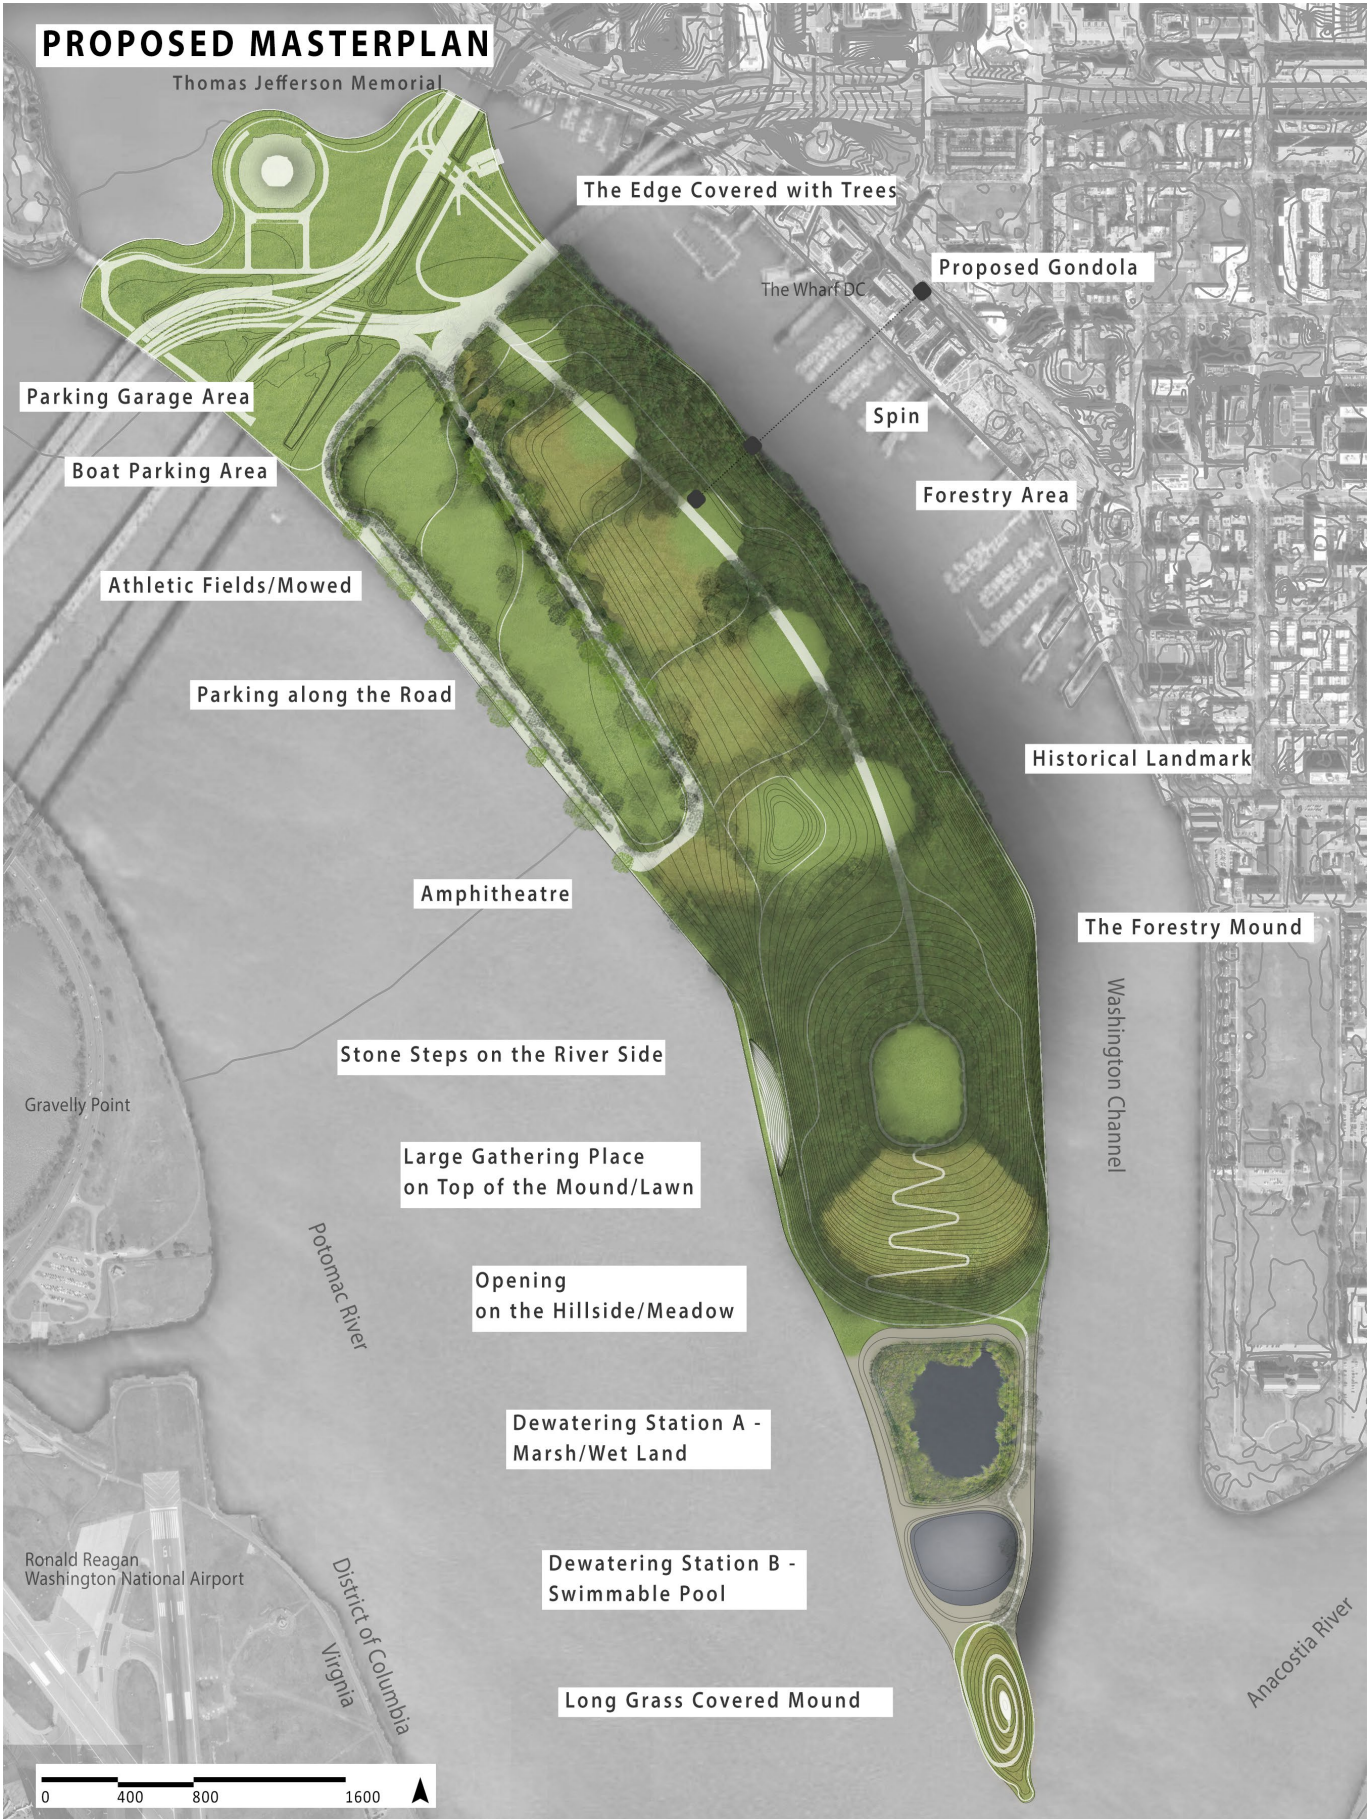 PROPOSED MASTERPLAN
Thomas Jefferson Memorial
The Edge Covered with Trees
Proposed Gondola
The Wharf DC
Parking Garage Area
Spin
Boat Parking Area
Forestry Area
Athletic Fields/Mowed
Parking along the Road
Historical Landmark
Amphitheatre
The Forestry Mound
Washington Channel
Stone Steps on the River Side
Gravelly Point
Large Gathering Place
on Top of the Mound/Lawn
Potomac River
Opening
on the Hillside/Meadow
Dewatering Station A -
Marsh/Wet Land
Ronald Reagan
Washington National Airport
Dewatering Station B -
Swimmable Pool
District of Columbia
Virgnia
Anacostia River
Long Grass Covered Mound
0 400 800 1600